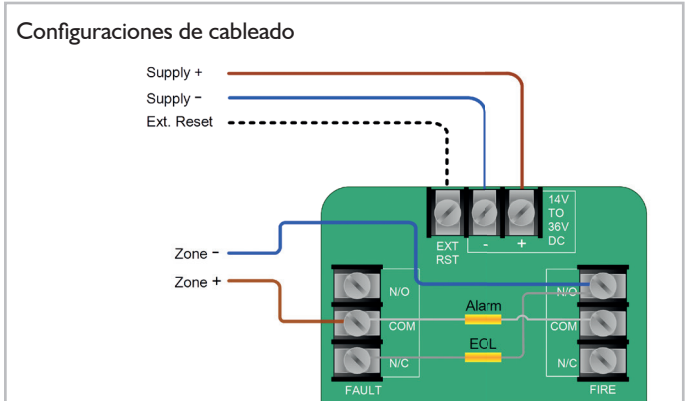 Configuraciones de cableado
Supply +
Supply -
Ext. Reset
EXT
RST
-
+
14V
TO
36V
DC
Zone -
Zone +
N/O
COM
N/C
FAULT
Alarm
EOL
N/O
COM
N/C
FIRE